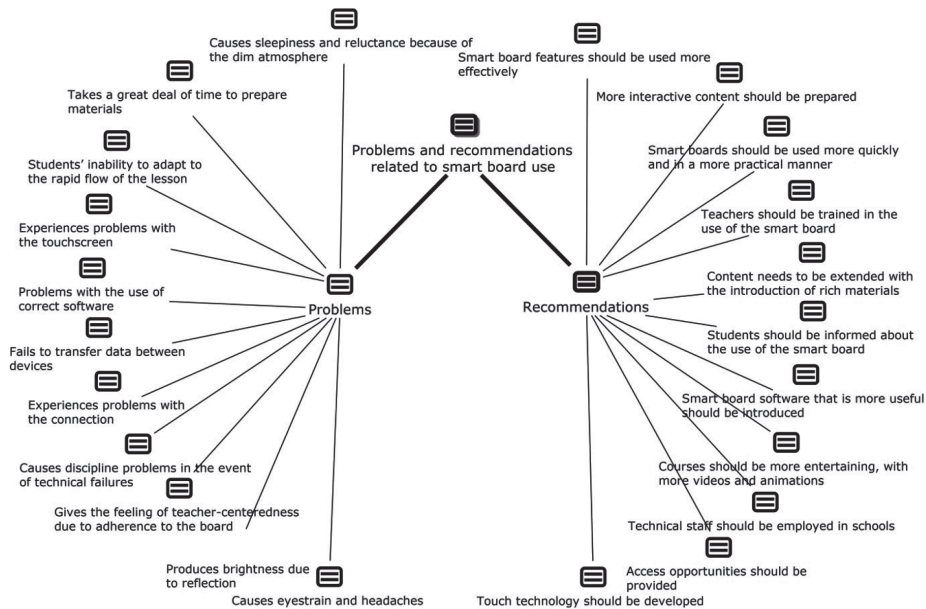 Causes sleepiness and reluctance because of
the dim atmosphere
Takes a great deal of time to prepare
materials
Students’ inability to adapt to
the rapid flow of the lesson
Experiences problems with
the touchscreen
Problems with the use of
correct software
Fails to transfer data between
devices
Experiences problems with
the connection
Causes discipline problems in the event
of technical failures
Gives the feeling of teacher-centeredness
due to adherence to the board
Produces brightness due
to reflection
Causes eyestrain and headaches
Problems
Problems and recommendations
related to smart board use
Recommendations
Smart board features should be used more
effectively
More interactive content should be prepared
Smart boards should be used more quickly
and in a more practical manner
Teachers should be trained in the
use of the smart board
Content needs to be extended with
the introduction of rich materials
Students should be informed about
the use of the smart board
Smart board software that is more useful
should be introduced
Courses should be more entertaining, with
more videos and animations
Technical staff should be employed in schools
Access opportunities should be
provided
Touch technology should be developed